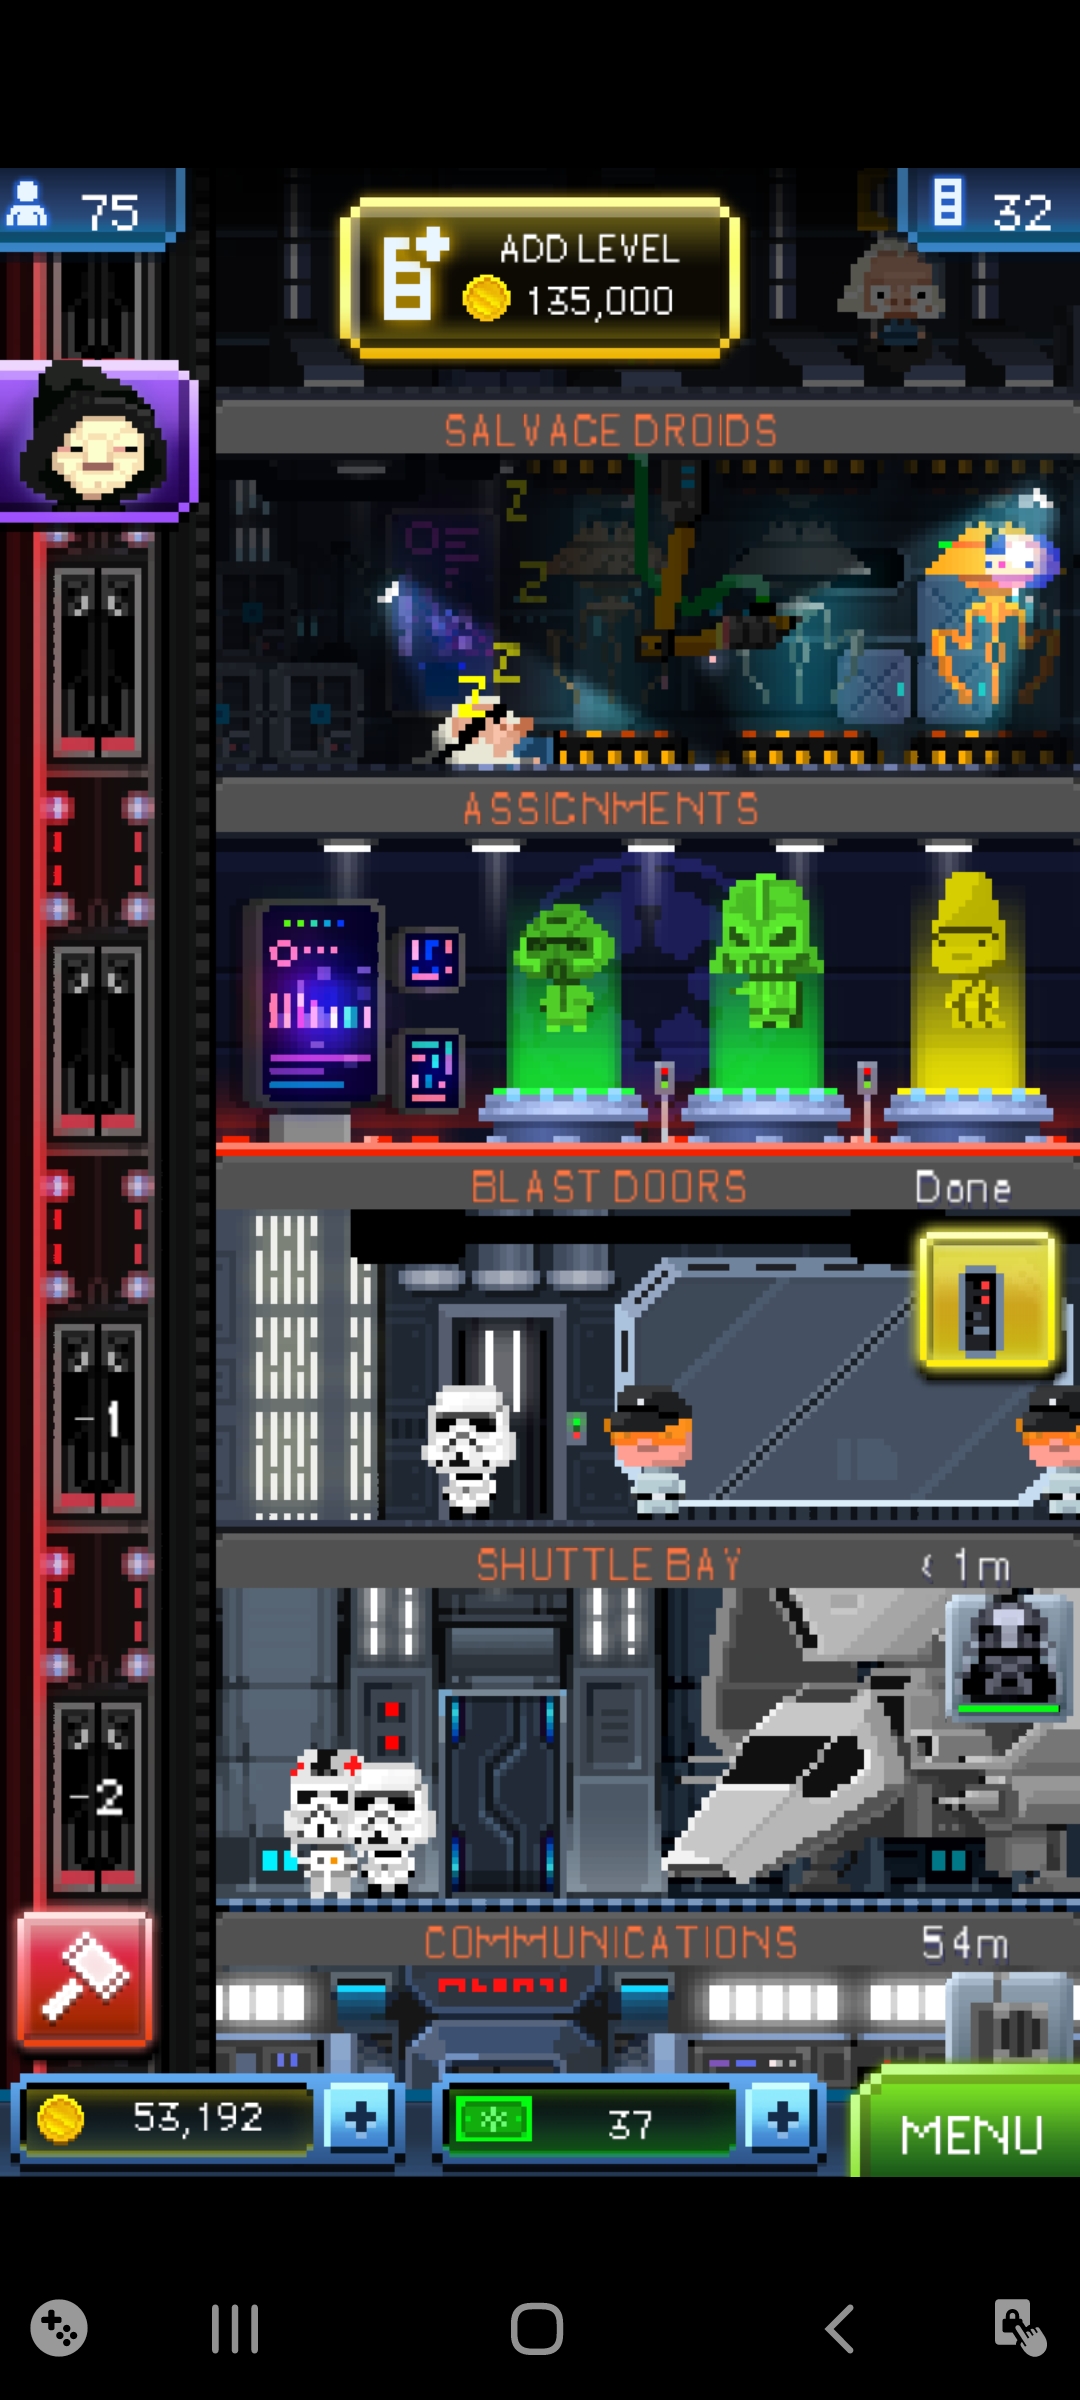 75
ADD LEVEL
135,000
32
SALVAGE DROIDS
Z
Z
Z
Z
ASSIGNMENTS
BLAST DOORS
Done
-1
SHUTTLE BAY
< 1m
-2
COMMUNICATIONS
54m
53,192
37
MENU